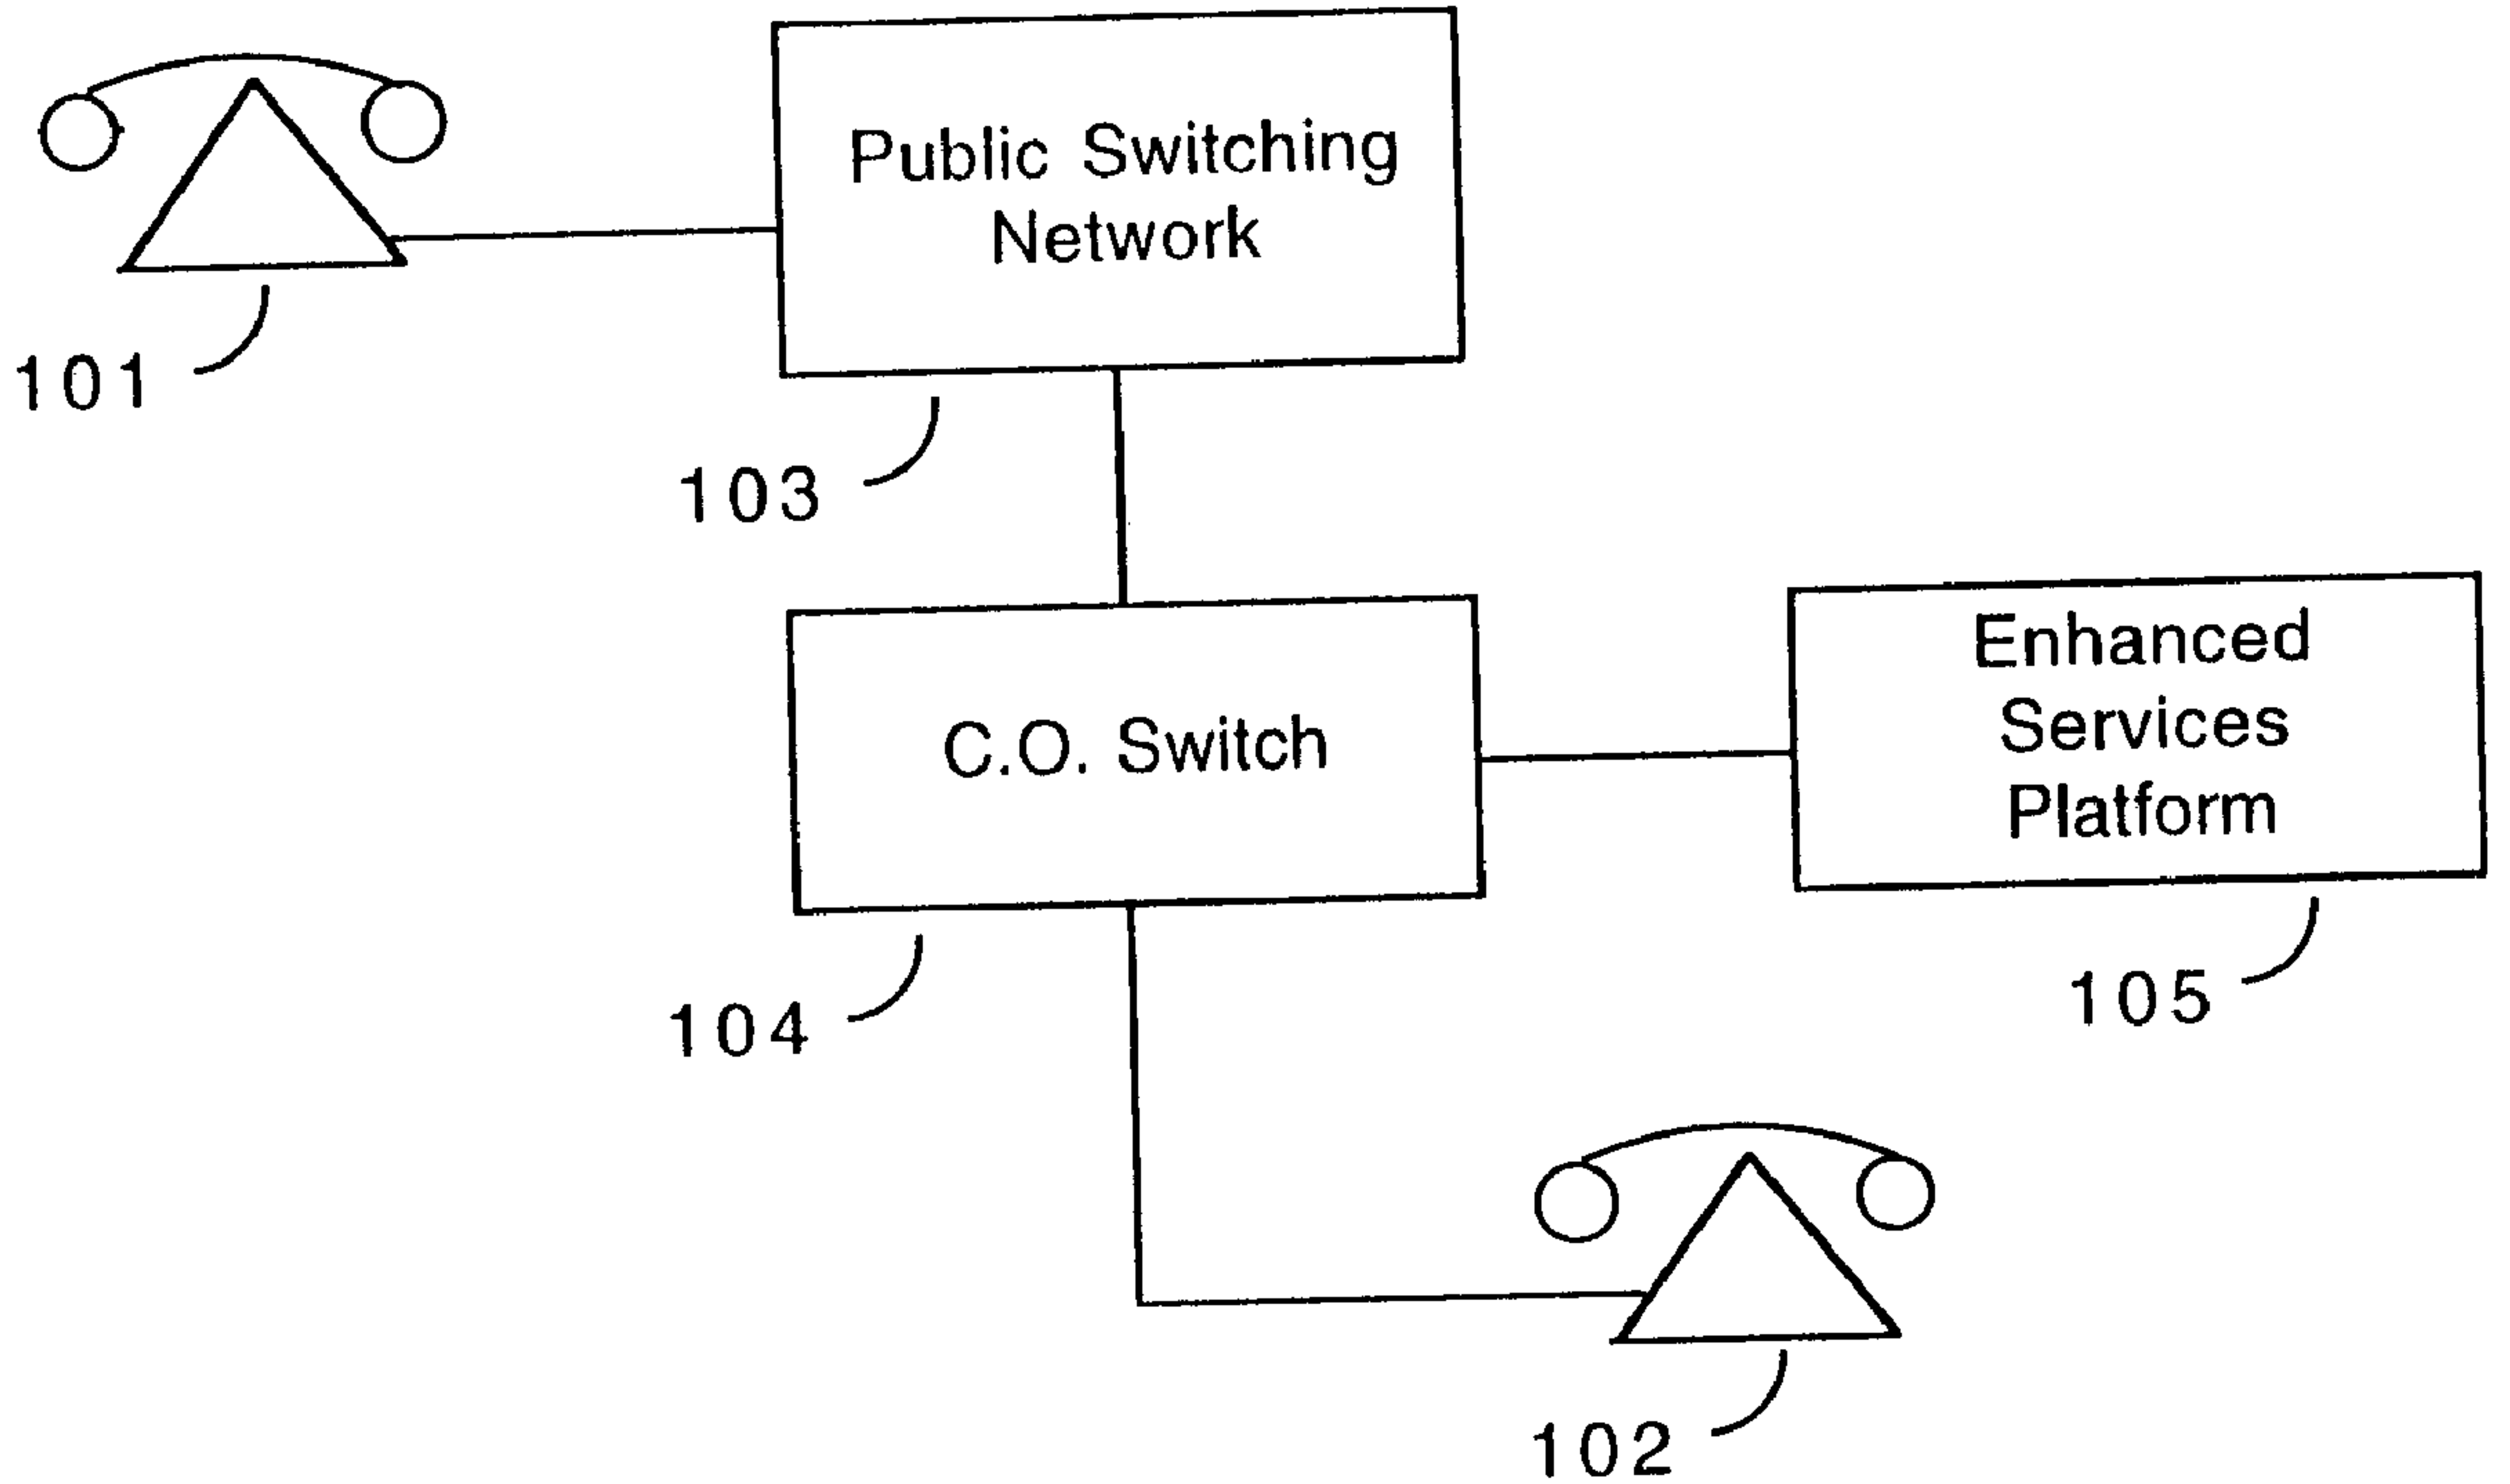 Public Switching
Network
101
103
Enhanced
Services
Platform
C.O. Switch
105
104
102